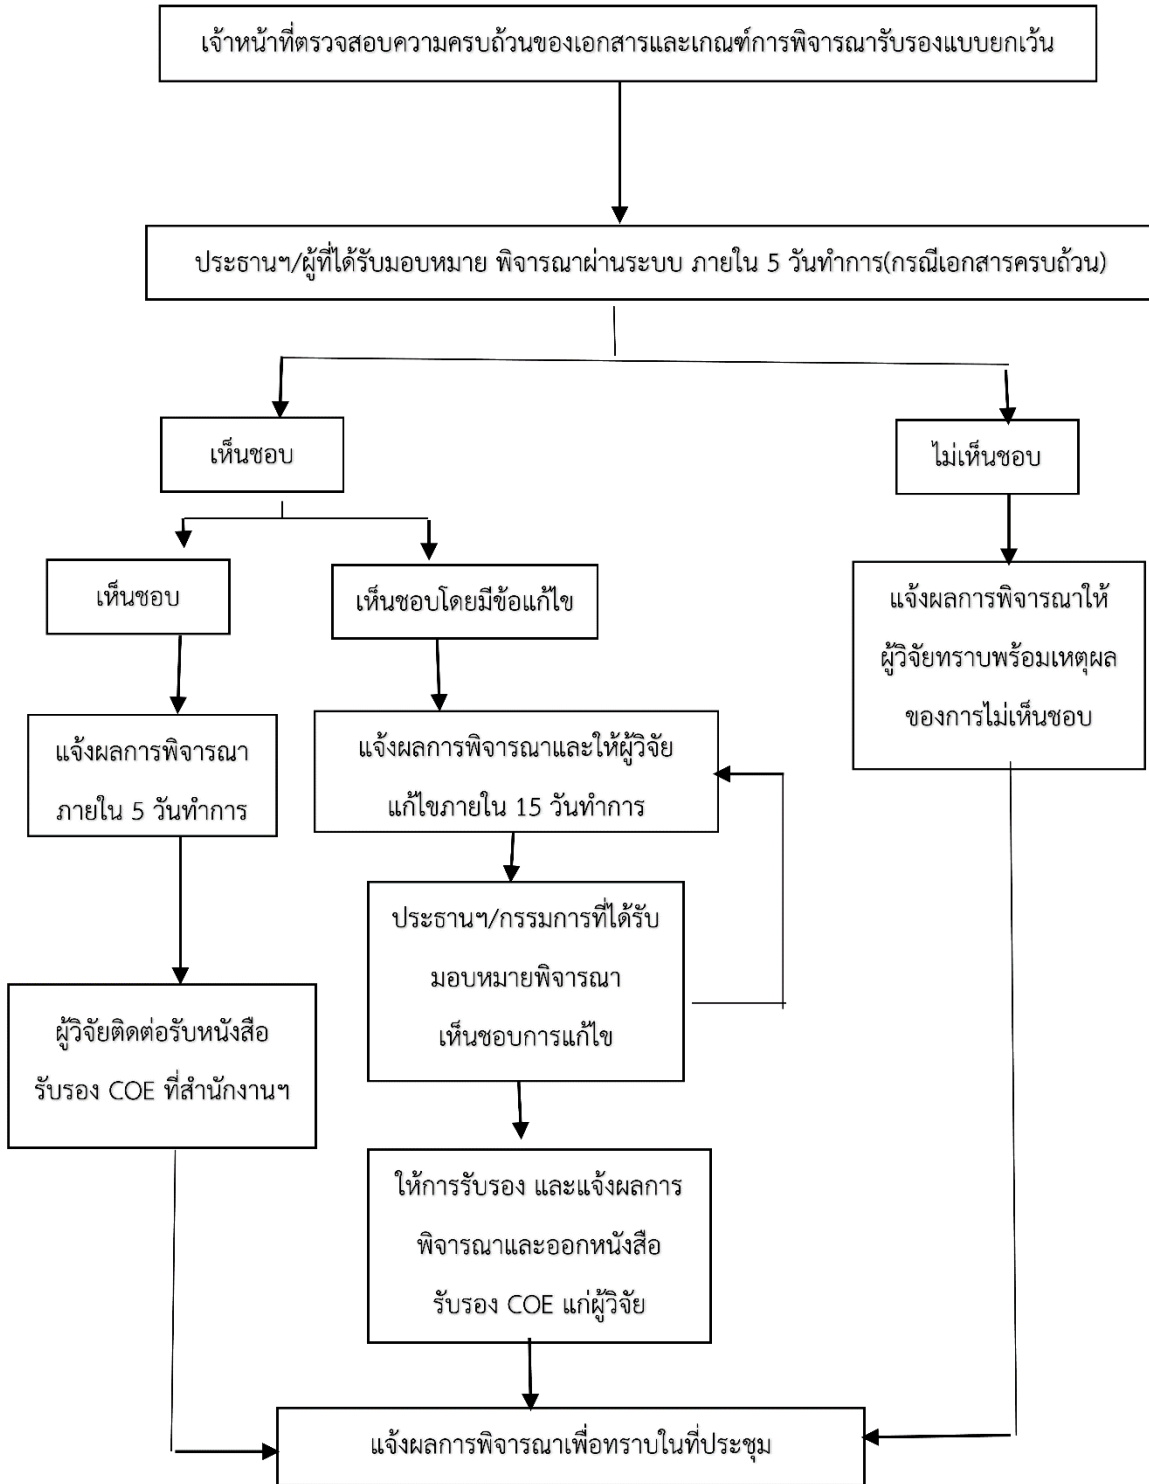 เจ้าหน้าที่ตรวจสอบความครบถ้วนของเอกสารและเกณฑ์การพิจารณารับรองแบบยกเว้น
ประธานฯ/ผู้ที่ได้รับมอบหมาย พิจารณาผ่านระบบ ภายใน 5 วันทำการ(กรณีเอกสารครบถ้วน)
เห็นชอบ
ไม่เห็นชอบ
เห็นชอบ
เห็นชอบโดยมีข้อแก้ไข
แจ้งผลการพิจารณาให้
ผู้วิจัยทราบพร้อมเหตุผล
ของการไม่เห็นชอบ
แจ้งผลการพิจารณา
ภายใน 5 วันทำการ
แจ้งผลการพิจารณาและให้ผู้วิจัย
แก้ไขภายใน 15 วันทำการ
ประธานฯ/กรรมการที่ได้รับ
มอบหมายพิจารณา
เห็นชอบการแก้ไข
ผู้วิจัยติดต่อรับหนังสือ
รับรอง COE ที่สำนักงานฯ
ให้การรับรอง และแจ้งผลการ
พิจารณาและออกหนังสือ
รับรอง COE แก่ผู้วิจัย
แจ้งผลการพิจารณาเพื่อทราบในที่ประชุม